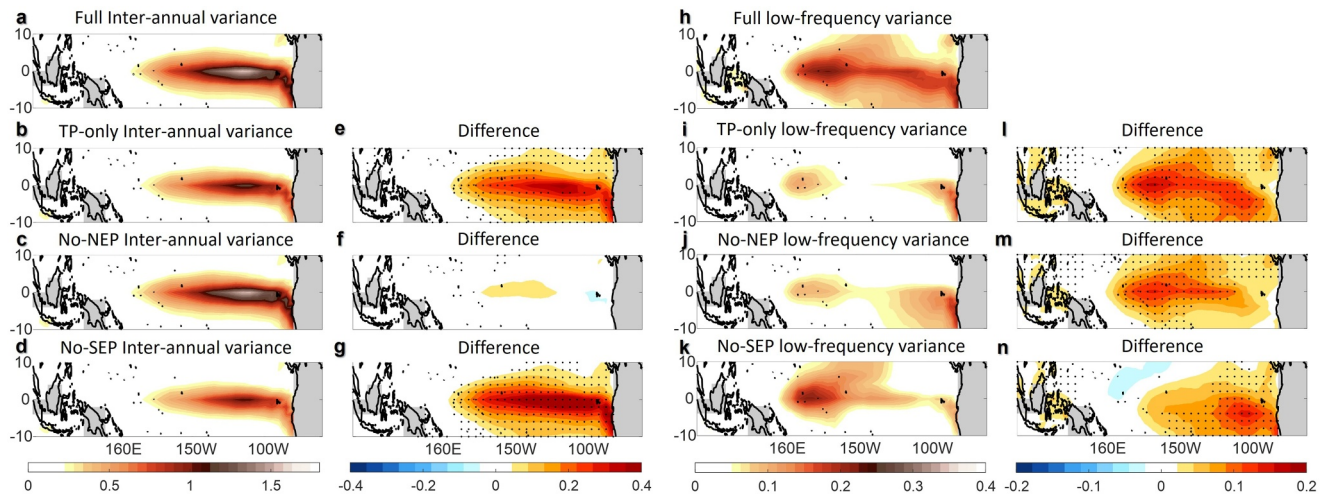 a Full Inter-annual variance
10
0
-10
b TP-only Inter-annual variance
10
0
-10
c No-NEP Inter-annual variance
10
0
-10
d No-SEP Inter-annual variance
10
0
-10
160E 150W 100W
0 0.5 1 1.5
e Difference
f Difference
g Difference
160E 150W 100W
-0.4 -0.2 0 0.2 0.4
h Full low-frequency variance
10
0
-10
i TP-only low-frequency variance
10
0
-10
j No-NEP low-frequency variance
10
0
-10
k No-SEP low-frequency variance
10
0
-10
160E 150W 100W
0 0.1 0.2 0.3 0.4
l Difference
m Difference
n Difference
160E 150W 100W
-0.2 -0.1 0 0.1 0.2